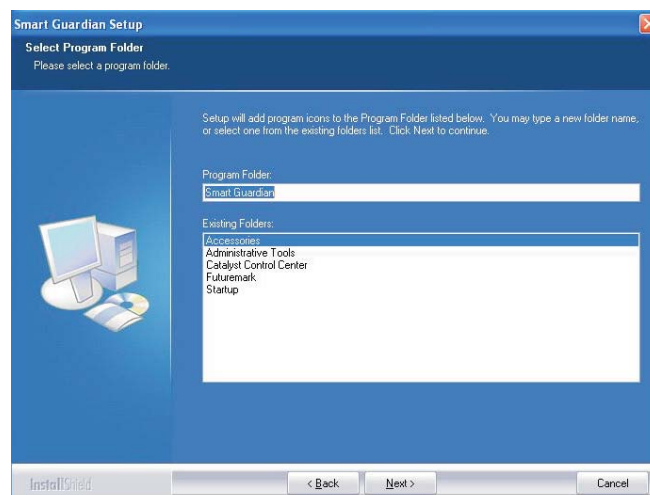 Smart Guardian Setup
Select Program Folder
Please select a program folder.
Setup will add program icons to the Program Folder listed below. You may type a new folder name,
or select one from the existing folders list. Click Next to continue.
Program Folder:
Smart Guardian
Existing Folders:
Accessories
Administrative Tools
Catalyst Control Center
Futuremark
Startup
InstallShield
< Back
Next >
Cancel